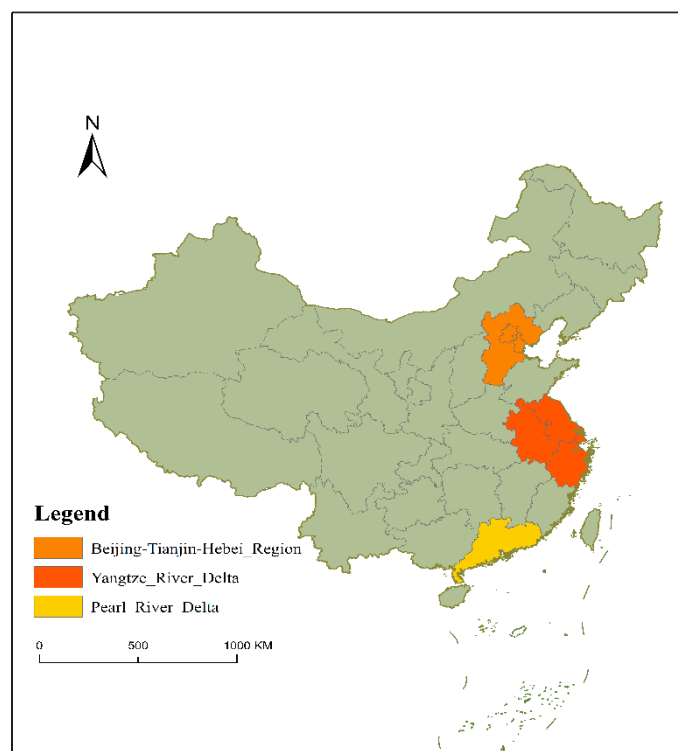 N
Legend
Beijing-Tianjin-Hebei_Region
Yangtze_River_Delta
Pearl_River_Delta
0 500 1000 KM